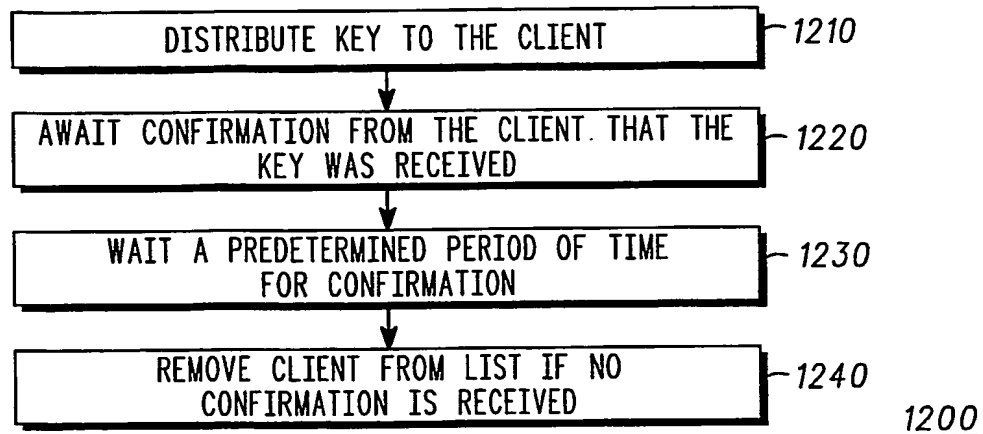 DISTRIBUTE KEY TO THE CLIENT
1210
AWAIT CONFIRMATION FROM THE CLIENT. THAT THE
KEY WAS RECEIVED
1220
WAIT A PREDETERMINED PERIOD OF TIME
FOR CONFIRMATION
1230
REMOVE CLIENT FROM LIST IF NO
CONFIRMATION IS RECEIVED
1240
1200